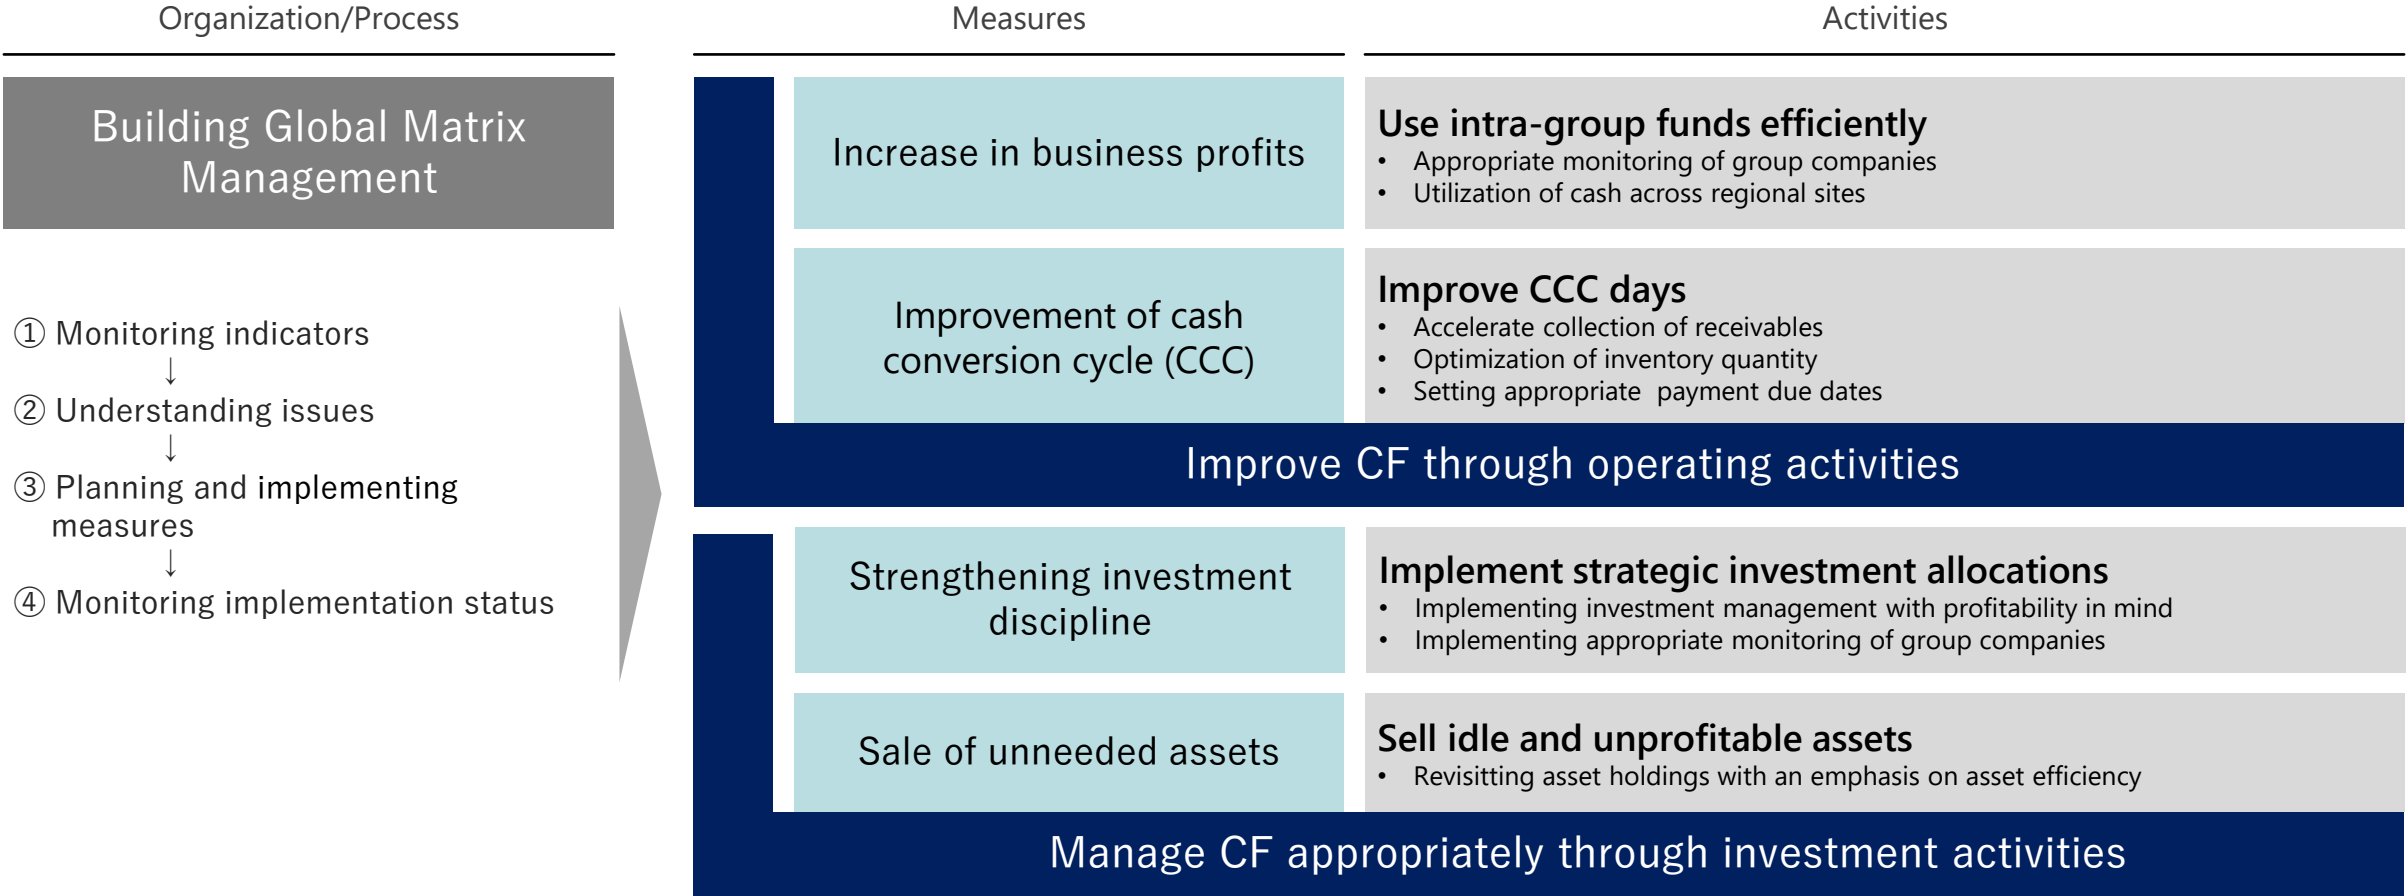 Organization/Process
Measures
Activities
Building Global Matrix
Management
① Monitoring indicators
↓
② Understanding issues
↓
③ Planning and implementing
measures
↓
④ Monitoring implementation status
Increase in business profits
Use intra-group funds efficiently
• Appropriate monitoring of group companies
• Utilization of cash across regional sites
Improvement of cash
conversion cycle (CCC)
Improve CCC days
• Accelerate collection of receivables
• Optimization of inventory quantity
• Setting appropriate  payment due dates
Improve CF through operating activities
Strengthening investment
discipline
Implement strategic investment allocations
• Implementing investment management with profitability in mind
• Implementing appropriate monitoring of group companies
Sale of unneeded assets
Sell idle and unprofitable assets
• Revisitting asset holdings with an emphasis on asset efficiency
Manage CF appropriately through investment activities